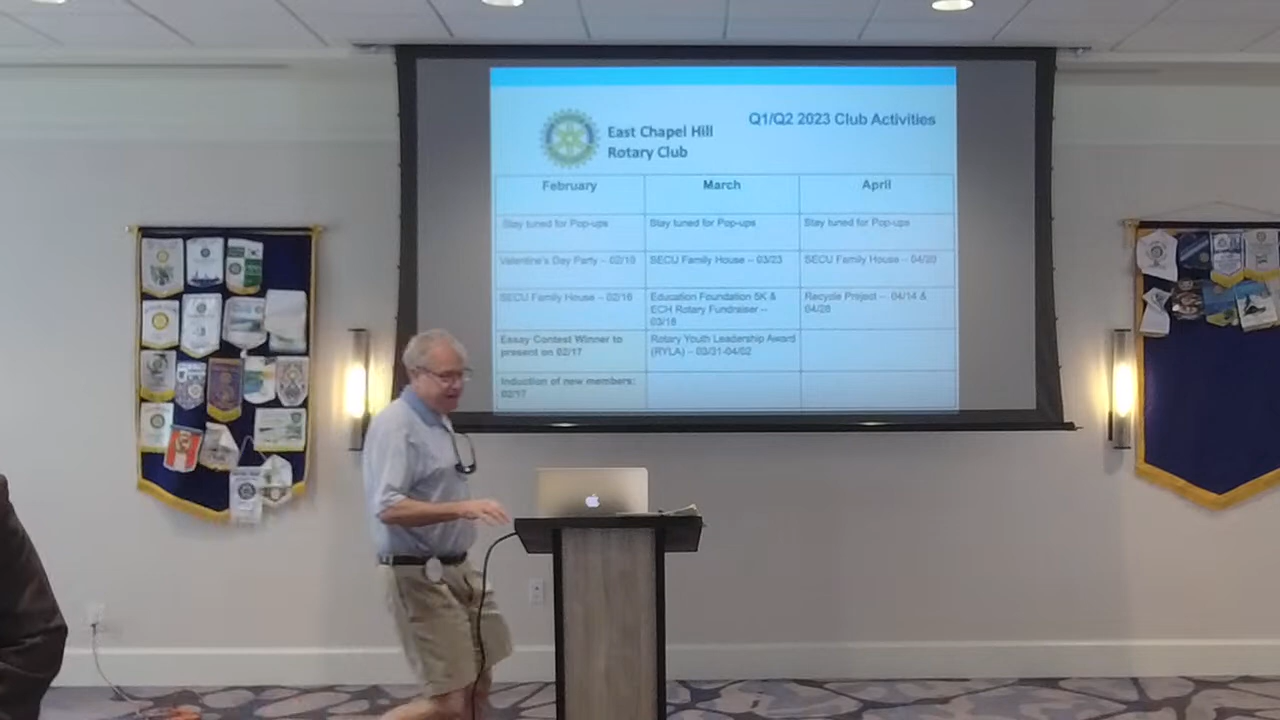 Q1/Q2 2023 Club Activities
East Chapel Hill
Rotary Club
February March April
Stay tuned for Pop-ups Stay tuned for Pop-ups Stay tuned for Pop-ups
Valentine's Day Party – 02/10 SECU Family House – 03/23 SECU Family House – 04/20
SECU Family House – 02/16 Education Foundation 5K & Recycle Project – 04/14 &
ECH Rotary Fundraiser – 04/28
03/18
Essay Contest Winner to Rotary Youth Leadership Award
present on 02/17 (RYLA) – 03/31-04/02
Induction of new members:
02/17